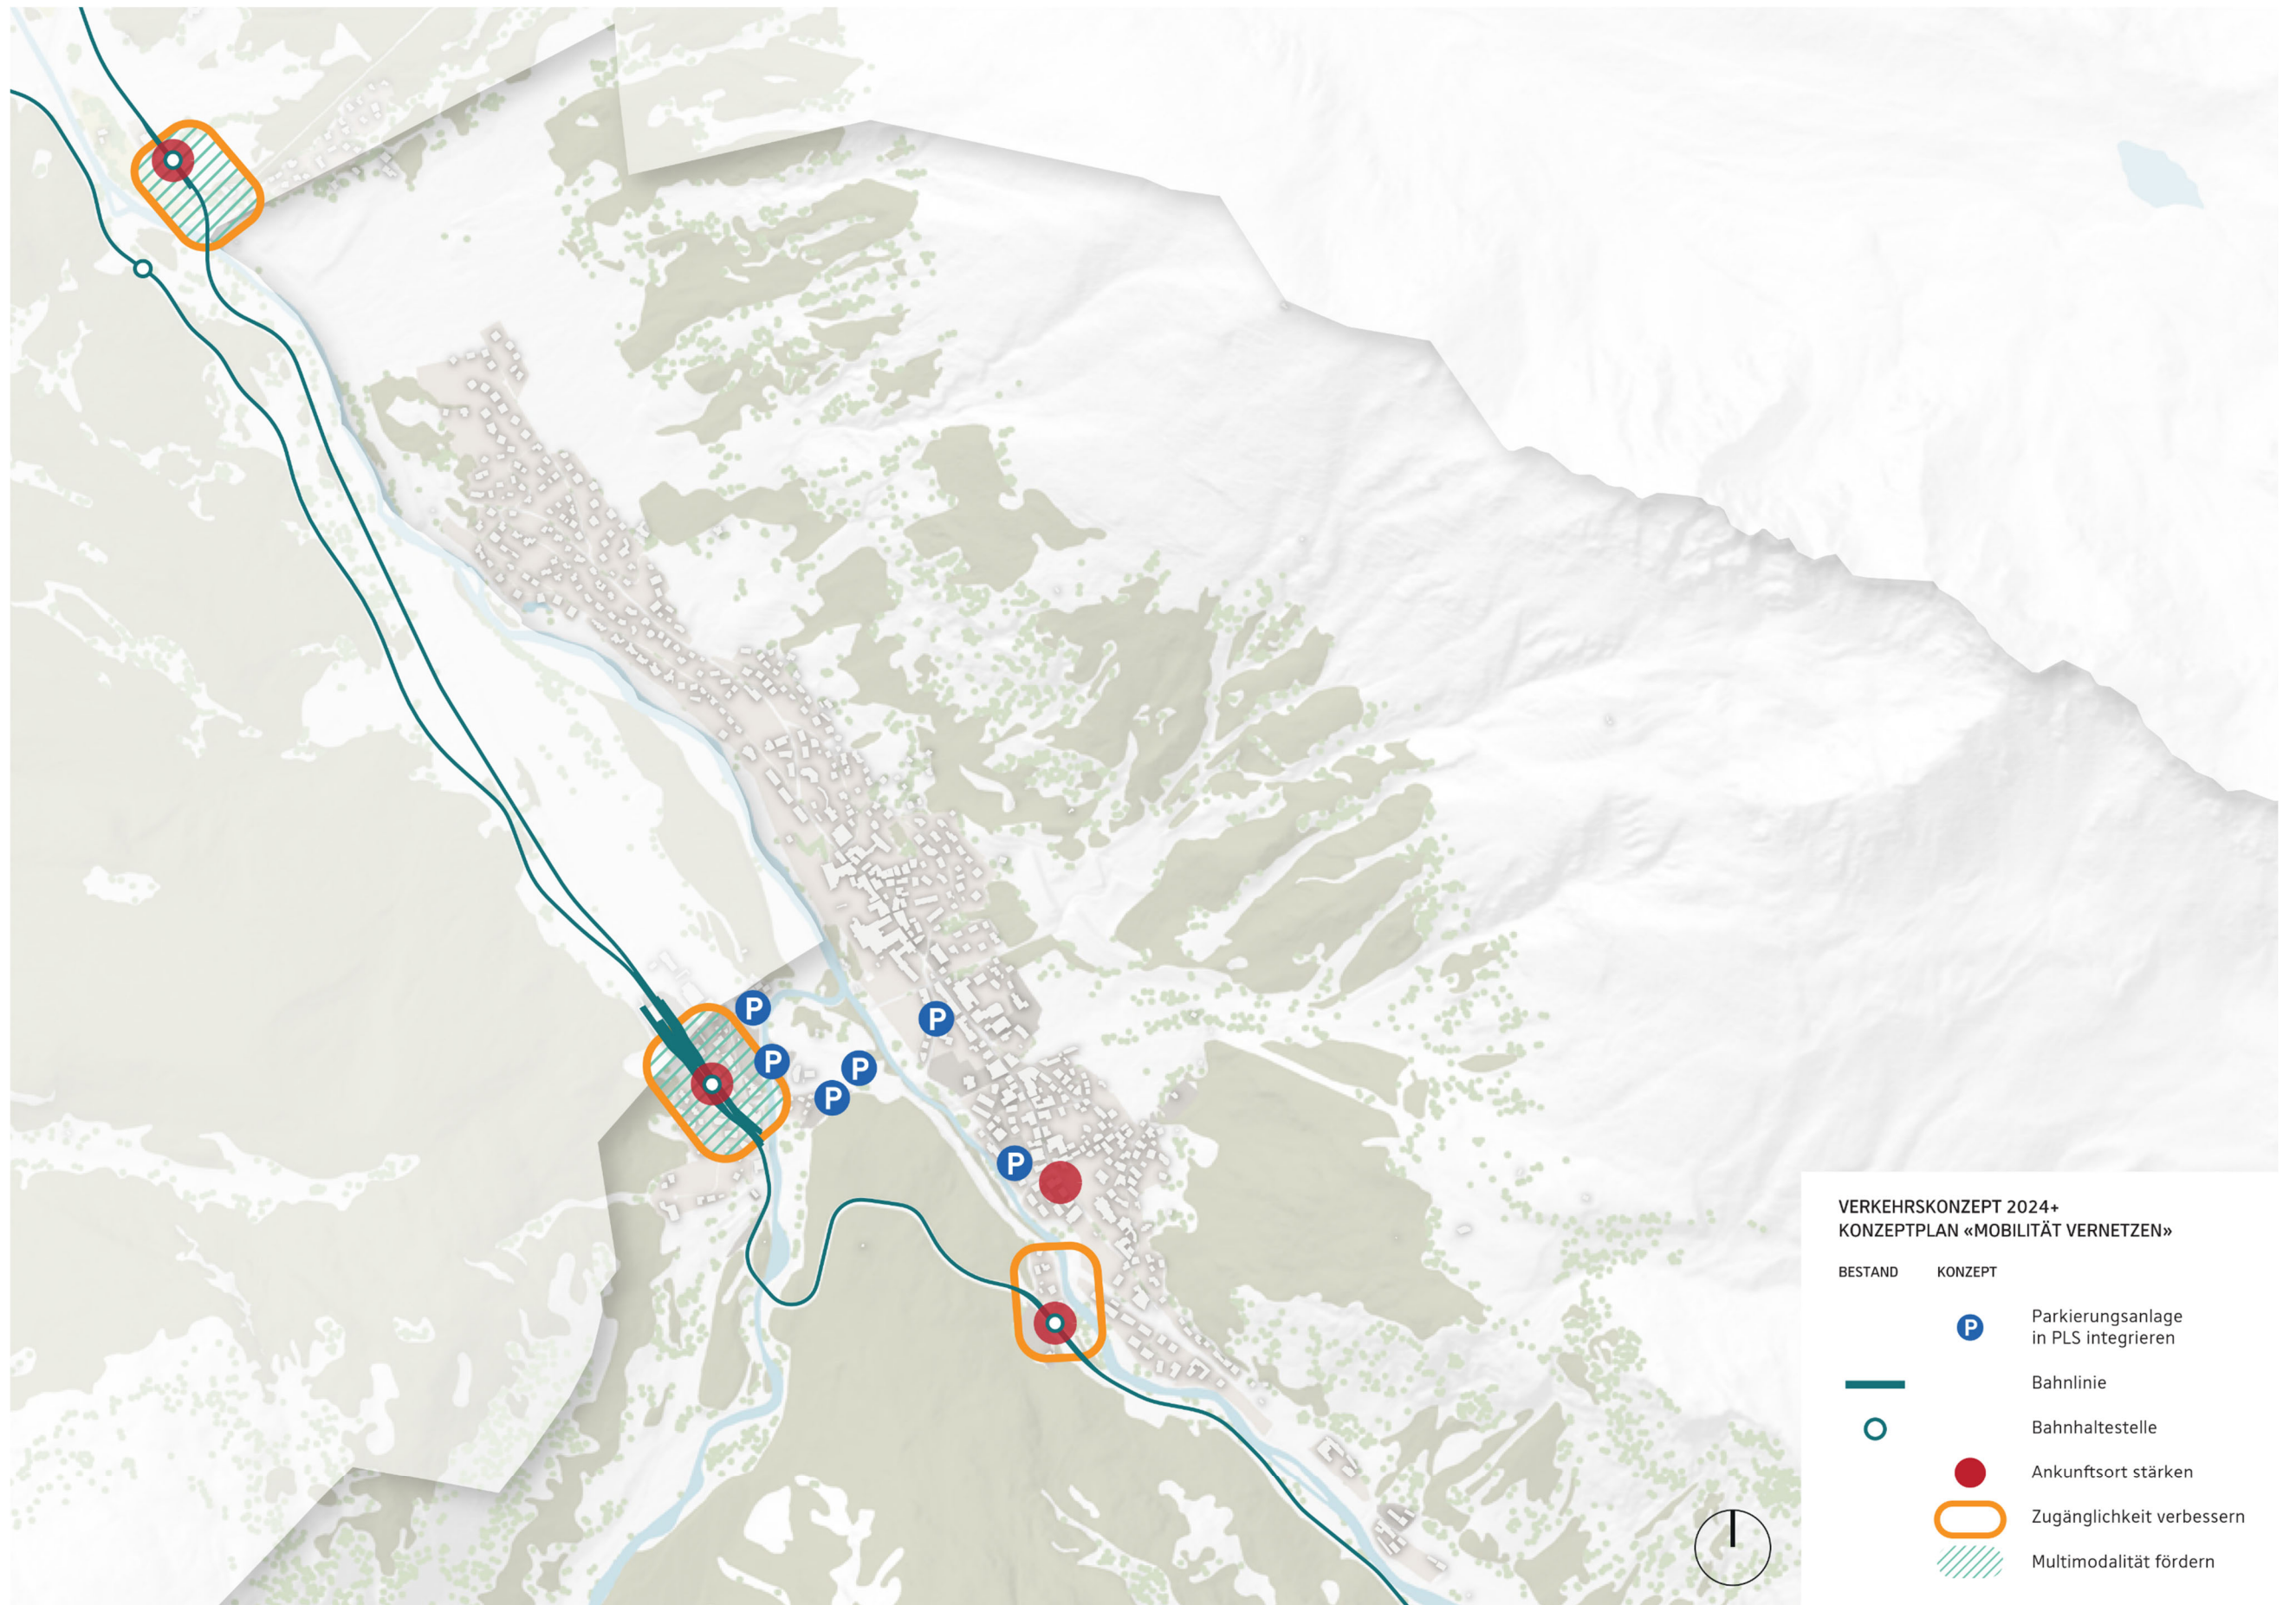 P
P
P
P
P
P
VERKEHRSKONZEPT 2024+
KONZEPTPLAN «MOBILITÄT VERNETZEN»
BESTAND KONZEPT
P Parkierungsanlage
in PLS integrieren
Bahnlinie
Bahnhaltestelle
Ankunftsort stärken
Zugänglichkeit verbessern
Multimodalität fördern